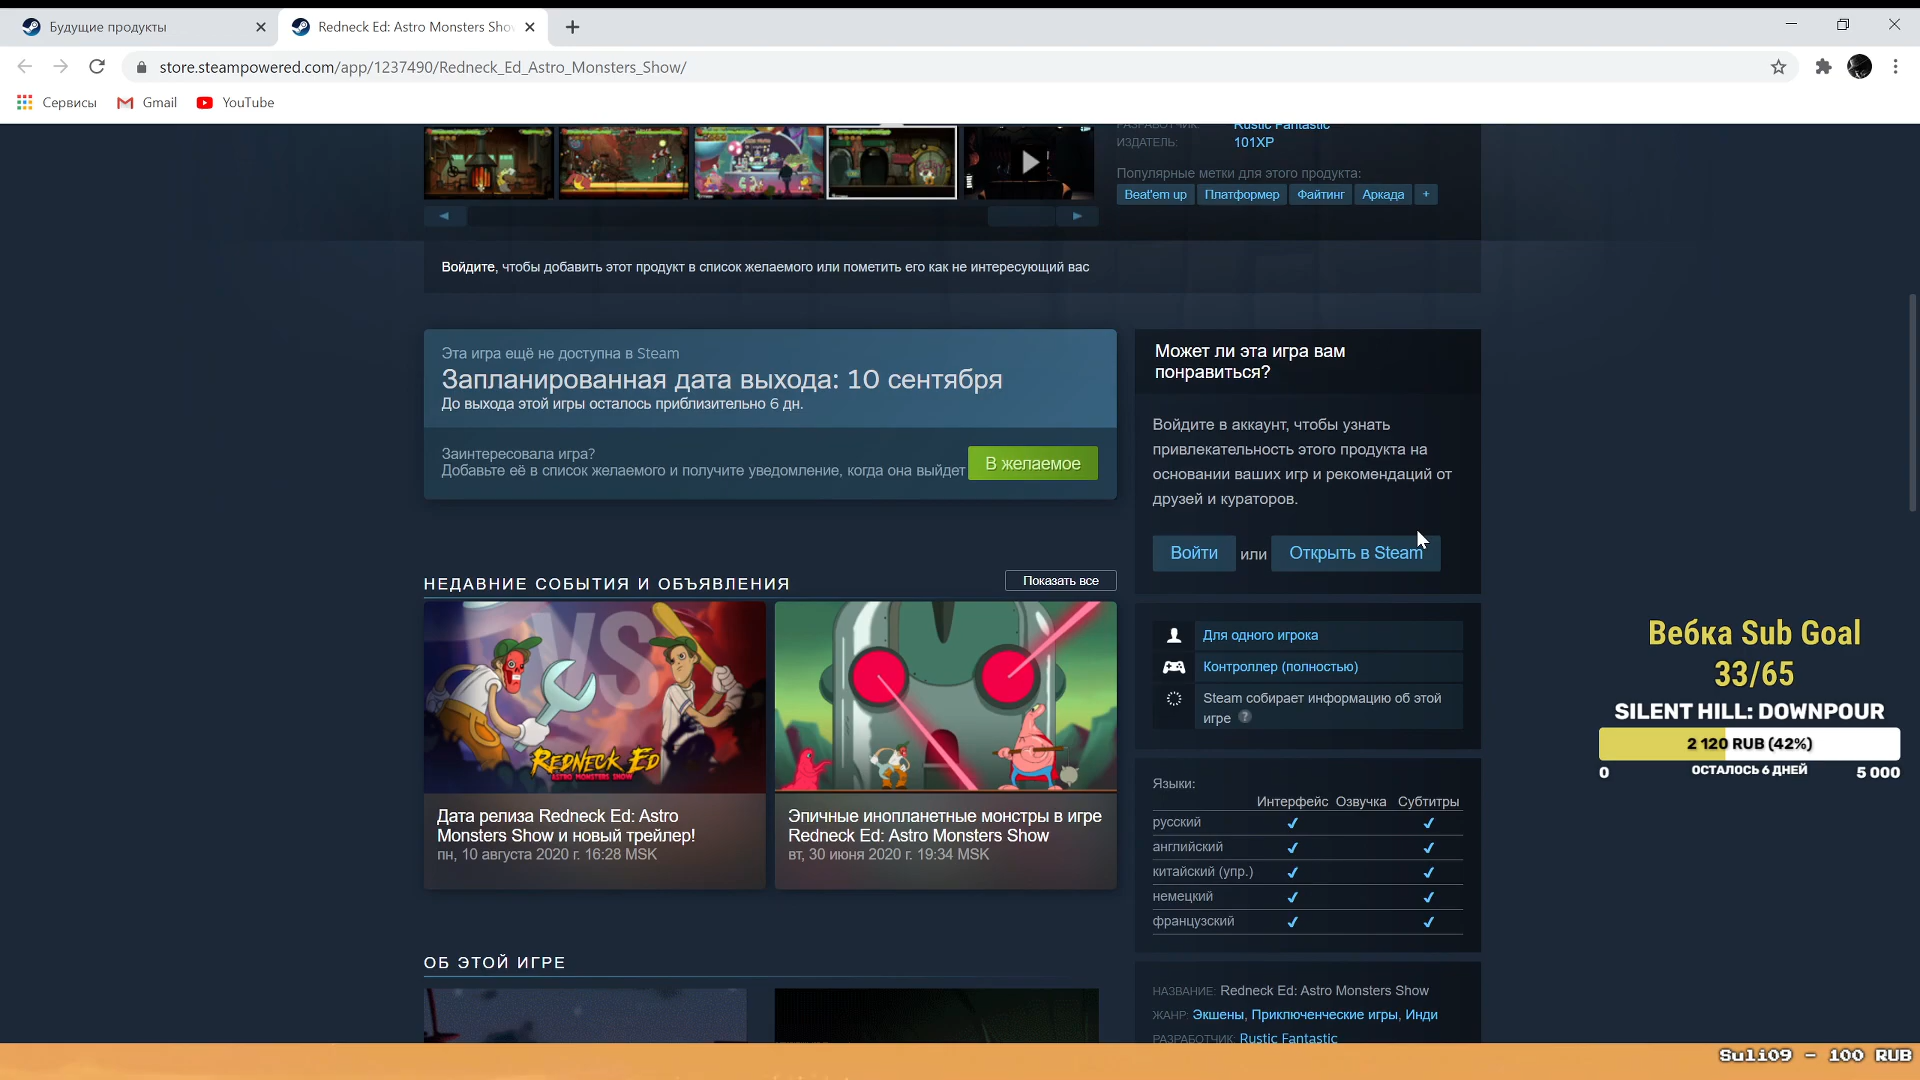 Будущие продукты
Redneck Ed: Astro Monsters Sho
store.steampowered.com/app/1237490/Redneck_Ed_Astro_Monsters_Show/
Сервисы
Gmail
YouTube
РАЗРАБОТЧИК: Rustic Fantastic
ИЗДАТЕЛЬ: 101XP
Популярные метки для этого продукта:
Beat'em up Платформер Файтинг Аркада +
Войдите, чтобы добавить этот продукт в список желаемого или пометить его как не интересующий вас
Эта игра ещё не доступна в Steam
Запланированная дата выхода: 10 сентября
До выхода этой игры осталось приблизительно 6 дн.
Заинтересовала игра?
Добавьте её в список желаемого и получите уведомление, когда она выйдет
В желаемое
Может ли эта игра вам
понравиться?
Войдите в аккаунт, чтобы узнать
привлекательность этого продукта на
основании ваших игр и рекомендаций от
друзей и кураторов.
Войти или Открыть в Steam
НЕДАВНИЕ СОБЫТИЯ И ОБЪЯВЛЕНИЯ
Показать все
VS
REDNECK ED
ASTRO MONSTERS SHOW
Дата релиза Redneck Ed: Astro
Monsters Show и новый трейлер!
пн, 10 августа 2020 г. 16:28 MSK
Эпичные инопланетные монстры в игре
Redneck Ed: Astro Monsters Show
вт, 30 июня 2020 г. 19:34 MSK
Для одного игрока
Контроллер (полностью)
Steam собирает информацию об этой
игре ?
Языки:
Интерфейс Озвучка Субтитры
русский ✔ ✔
английский ✔ ✔
китайский (упр.) ✔ ✔
немецкий ✔ ✔
французский ✔ ✔
ОБ ЭТОЙ ИГРЕ
НАЗВАНИЕ: Redneck Ed: Astro Monsters Show
ЖАНР: Экшены, Приключенческие игры, Инди
РАЗРАБОТЧИК: Rustic Fantastic
Вебка Sub Goal
33/65
SILENT HILL: DOWNPOUR
2 120 RUB (42%)
0 ОСТАЛОСЬ 6 ДНЕЙ 5 000
Suli09 - 100 RUB